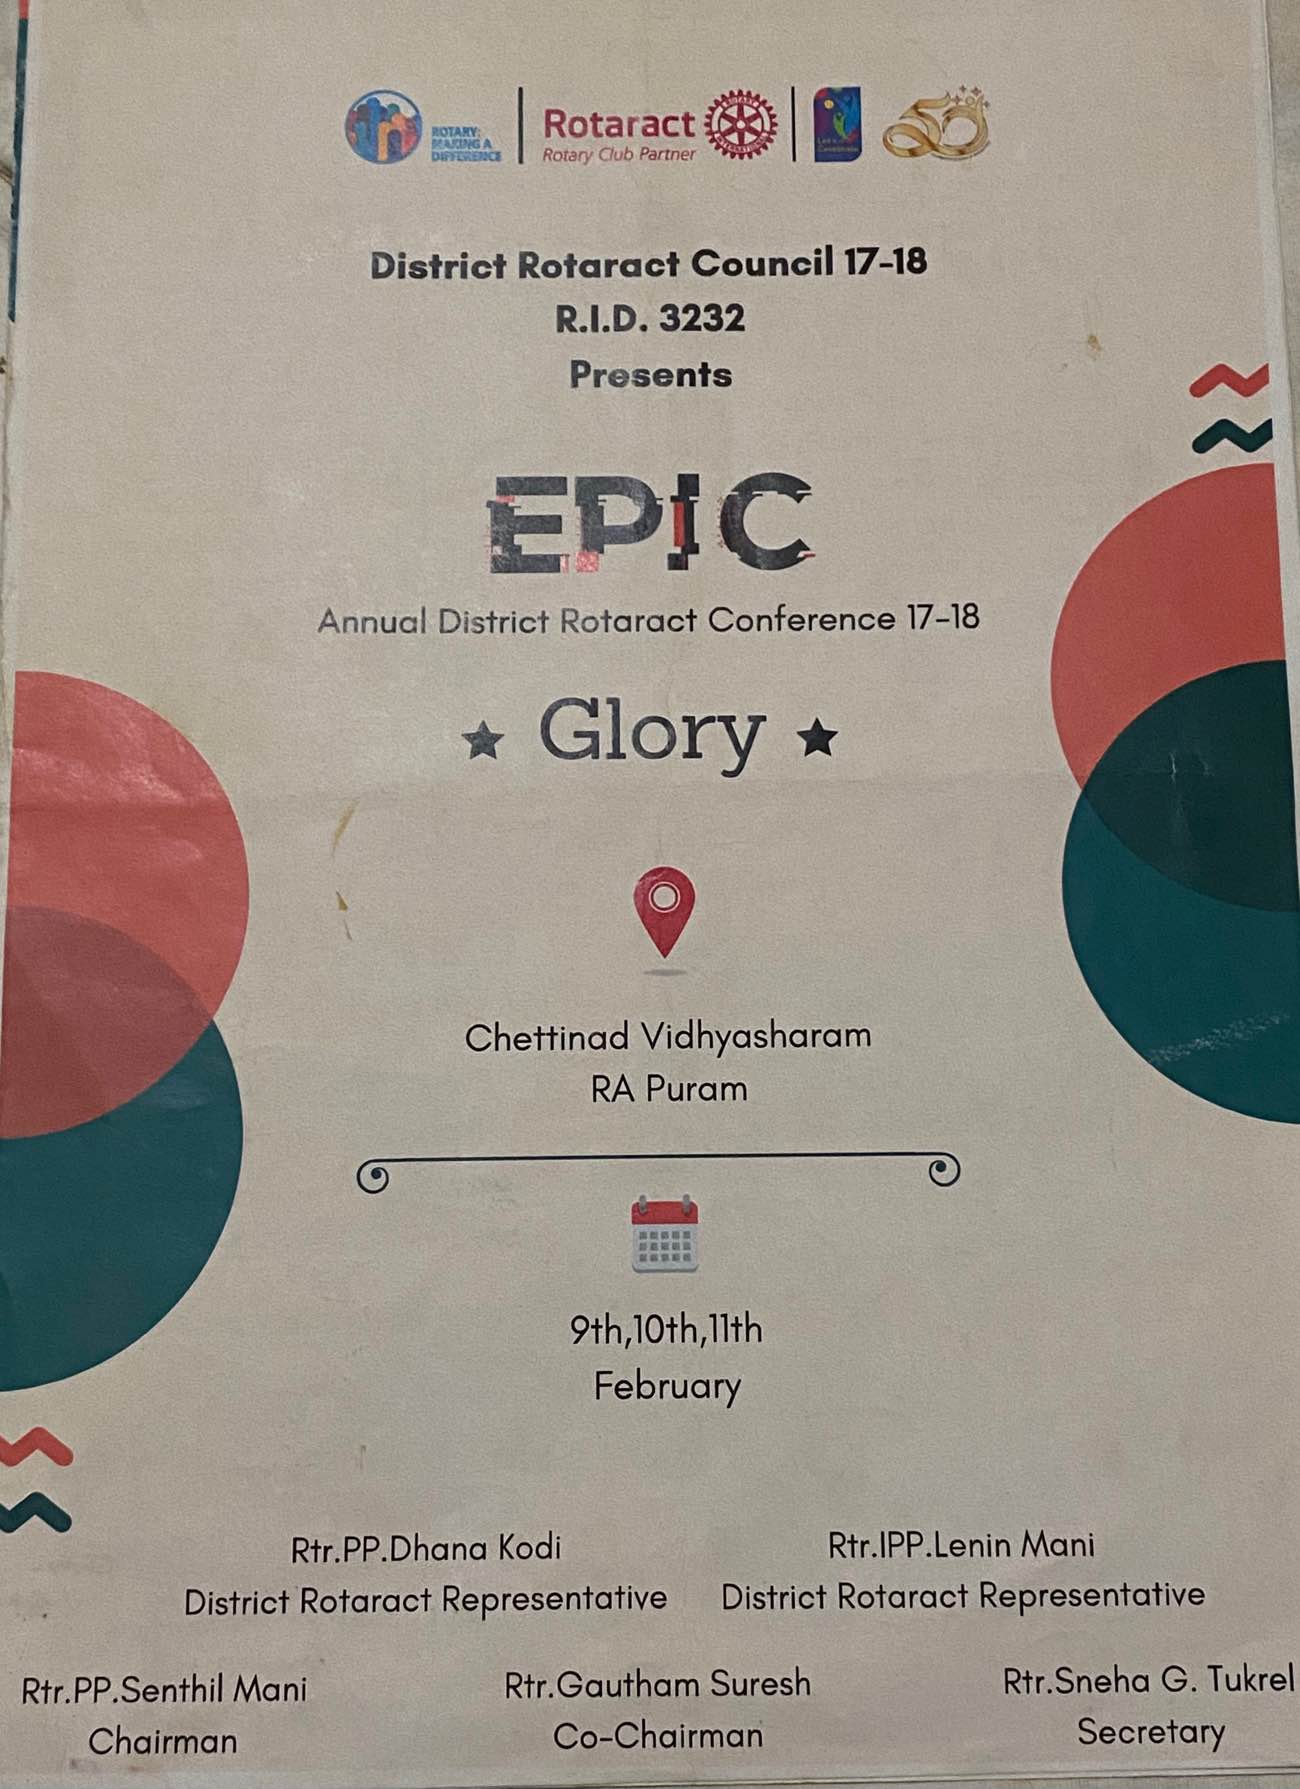 ROTARY:
MAKING A
DIFFERENCE
Rotaract
Rotary Club Partner
ROTARY
INTERNATIONAL
50
District Rotaract Council 17-18
R.I.D. 3232
Presents
EPIC
Annual District Rotaract Conference 17-18
Glory
Chettinad Vidhyasharam
RA Puram
9th,10th,11th
February
Rtr.PP.Dhana Kodi
District Rotaract Representative
Rtr.IPP.Lenin Mani
District Rotaract Representative
Rtr.PP.Senthil Mani
Chairman
Rtr.Gautham Suresh
Co-Chairman
Rtr.Sneha G. Tukrel
Secretary